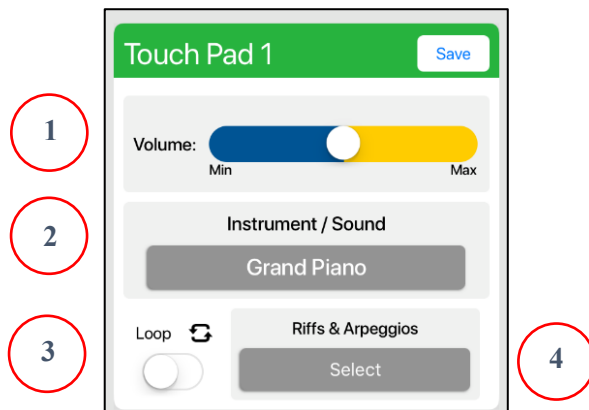 Touch Pad 1 Save
1
Volume:
Min Max
2
Instrument / Sound
Grand Piano
3
Loop
Riffs & Arpeggios
Select
4